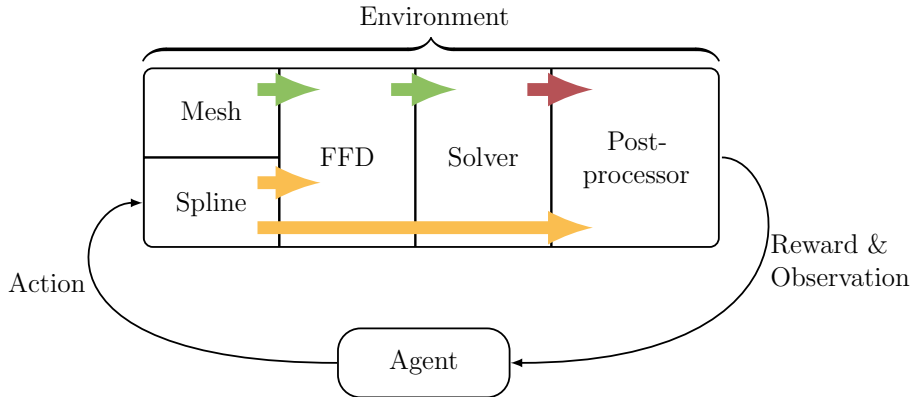 Environment
Mesh
FFD
Solver
Post-
processor
Spline
Action
Reward &
Observation
Agent